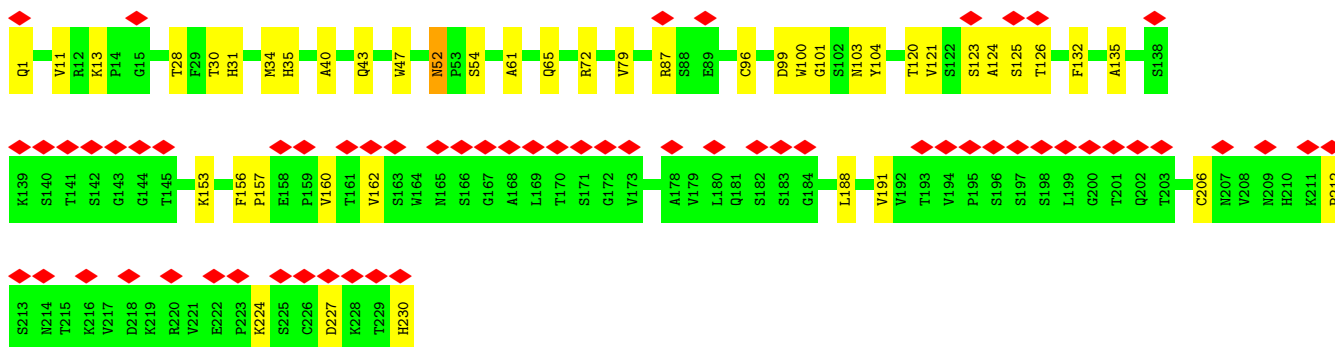 Q1 V11 R12 K13 P14 G15 T28 F29 T30 H31 M34 H35 A40 Q43 W47 N52 P53 S54 A61 Q65 R72 V79 R87 S88 E89 C96 D99 W100 G101 S102 N103 Y104 T120 V121 S122 S123 A124 S125 T126 F132 A135 S138
K139 S140 T141 S142 G143 G144 T145 K153 F156 P157 E158 P159 V160 T161 V162 S163 W164 N165 S166 G167 A168 L169 T170 S171 G172 V173 A178 V179 L180 Q181 S182 S183 G184 L188 V191 V192 T193 V194 P195 S196 S197 S198 L199 G200 T201 Q202 T203 C206 N207 V208 N209 H210 K211 P212
S213 N214 T215 K216 V217 D218 K219 R220 V221 E222 P223 K224 S225 C226 D227 K228 T229 H230